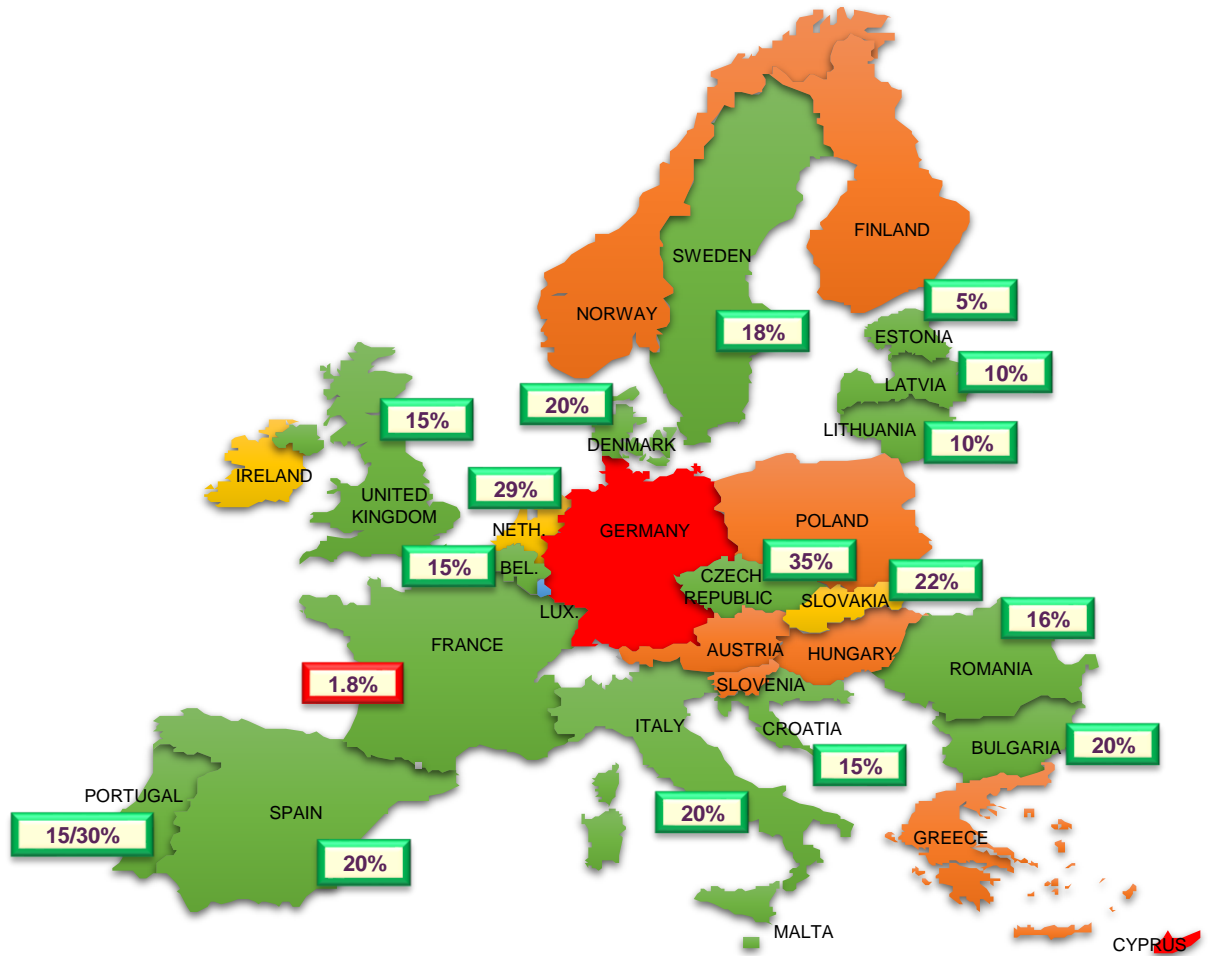 FINLAND
SWEDEN
5%
NORWAY
18%
ESTONIA
10%
LATVIA
20%
15%
LITHUANIA
10%
DENMARK
IRELAND
29%
UNITED
KINGDOM
NETH.
GERMANY
POLAND
15%
BEL.
35%
CZECH
REPUBLIC
22%
SLOVAKIA
LUX.
16%
FRANCE
AUSTRIA
HUNGARY
ROMANIA
1.8%
SLOVENIA
ITALY
CROATIA
BULGARIA
20%
15%
PORTUGAL
SPAIN
15/30%
20%
20%
GREECE
MALTA
CYPRUS